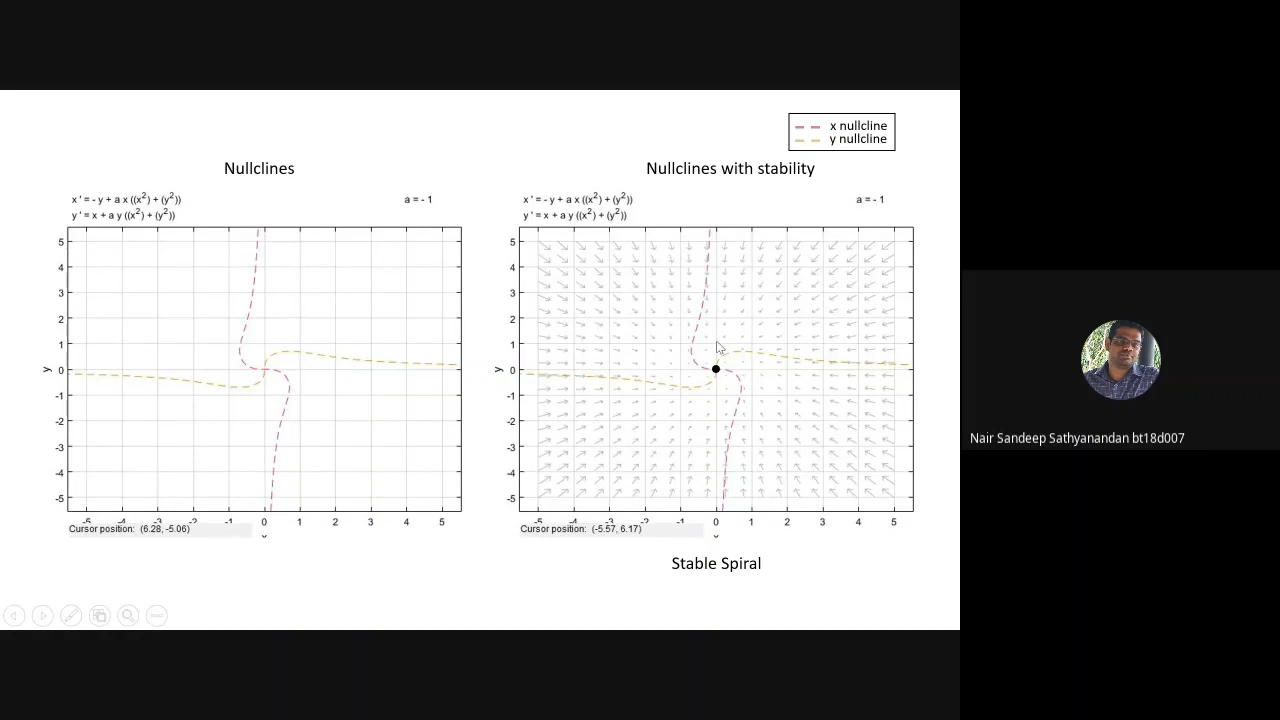 x nullcline
y nullcline
Nullclines
Nullclines with stability
x ' = - y + a x ((x²) + (y²))
y ' = x + a y ((x²) + (y²))
a = - 1
x ' = - y + a x ((x²) + (y²))
y ' = x + a y ((x²) + (y²))
a = - 1
5
4
3
2
1
0
-1
-2
-3
-4
-5
y
-5 -4 -3 -2 -1 0 1 2 3 4 5
Cursor position: (6.28, -5.06)
5
4
3
2
1
0
-1
-2
-3
-4
-5
y
-5 -4 -3 -2 -1 0 1 2 3 4 5
Cursor position: (-5.57, 6.17)
Stable Spiral
Nair Sandeep Sathyanandan bt18d007